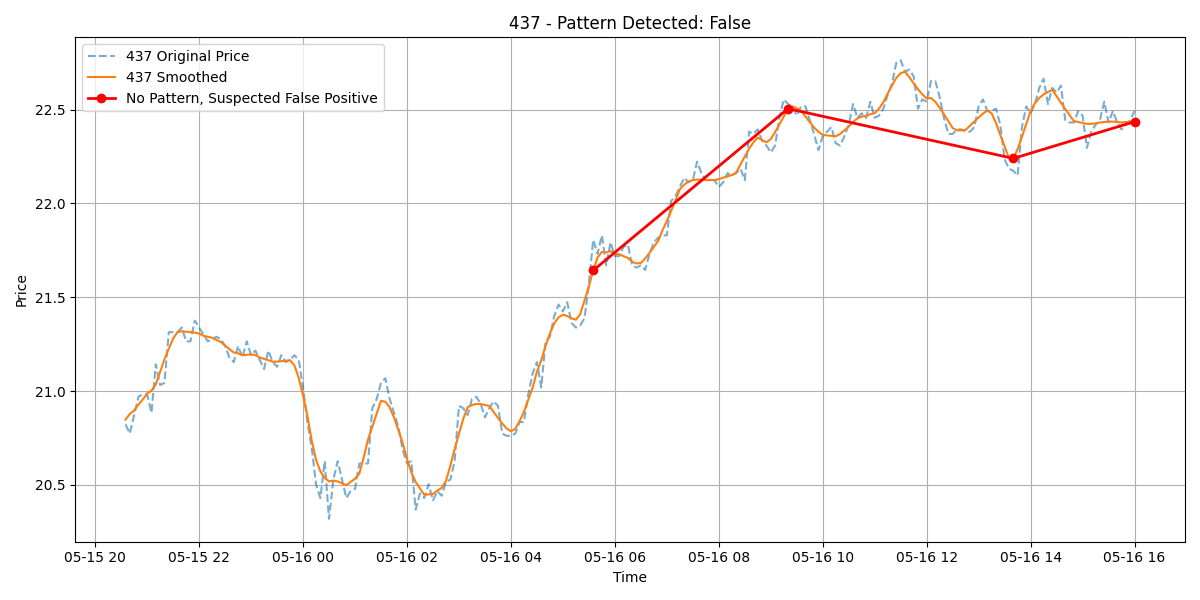 437 - Pattern Detected: False
437 Original Price
437 Smoothed
No Pattern, Suspected False Positive
Price
22.5
22.0
21.5
21.0
20.5
05-15 20 05-15 22 05-16 00 05-16 02 05-16 04 05-16 06 05-16 08 05-16 10 05-16 12 05-16 14 05-16 16
Time